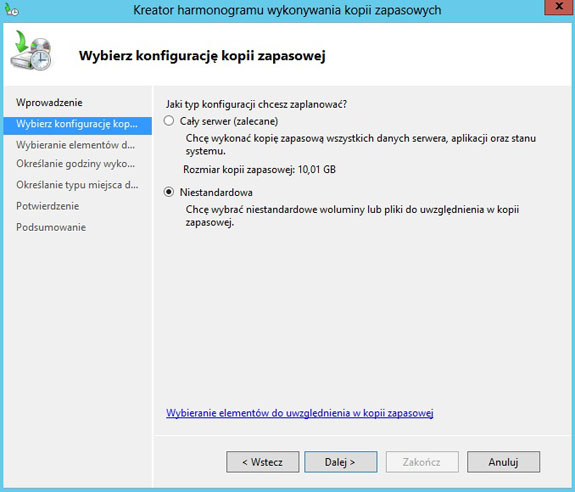 Kreator harmonogramu wykonywania kopii zapasowych
x
Wybierz konfigurację kopii zapasowej
Wprowadzenie
Wybierz konfigurację kop...
Wybieranie elementów d...
Określanie godziny wyko...
Określanie typu miejsca d...
Potwierdzenie
Podsumowanie
Jaki typ konfiguracji chcesz zaplanować?
Cały serwer (zalecane)
Chcę wykonać kopię zapasową wszystkich danych serwera, aplikacji oraz stanu
systemu.
Rozmiar kopii zapasowej: 10,01 GB
Niestandardowa
Chcę wybrać niestandardowe woluminy lub pliki do uwzględnienia w kopii
zapasowej.
Wybieranie elementów do uwzględnienia w kopii zapasowej
< Wstecz
Dalej >
Zakończ
Anuluj